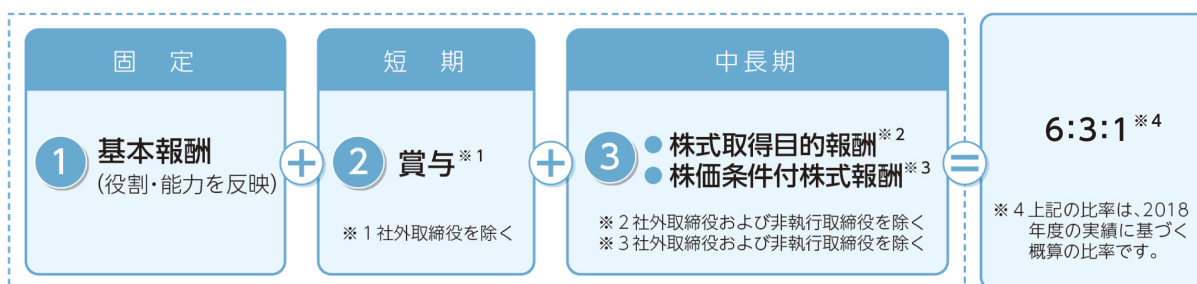 固 定
1
基本報酬
(役割・能力を反映)
+
短 期
2
賞与※1
※1社外取締役を除く
+
中長期
3
● 株式取得目的報酬※2
● 株価条件付株式報酬※3
※2社外取締役および非執行取締役を除く
※3社外取締役および非執行取締役を除く
=
6:3:1※4
※4上記の比率は、2018
年度の実績に基づく
概算の比率です。